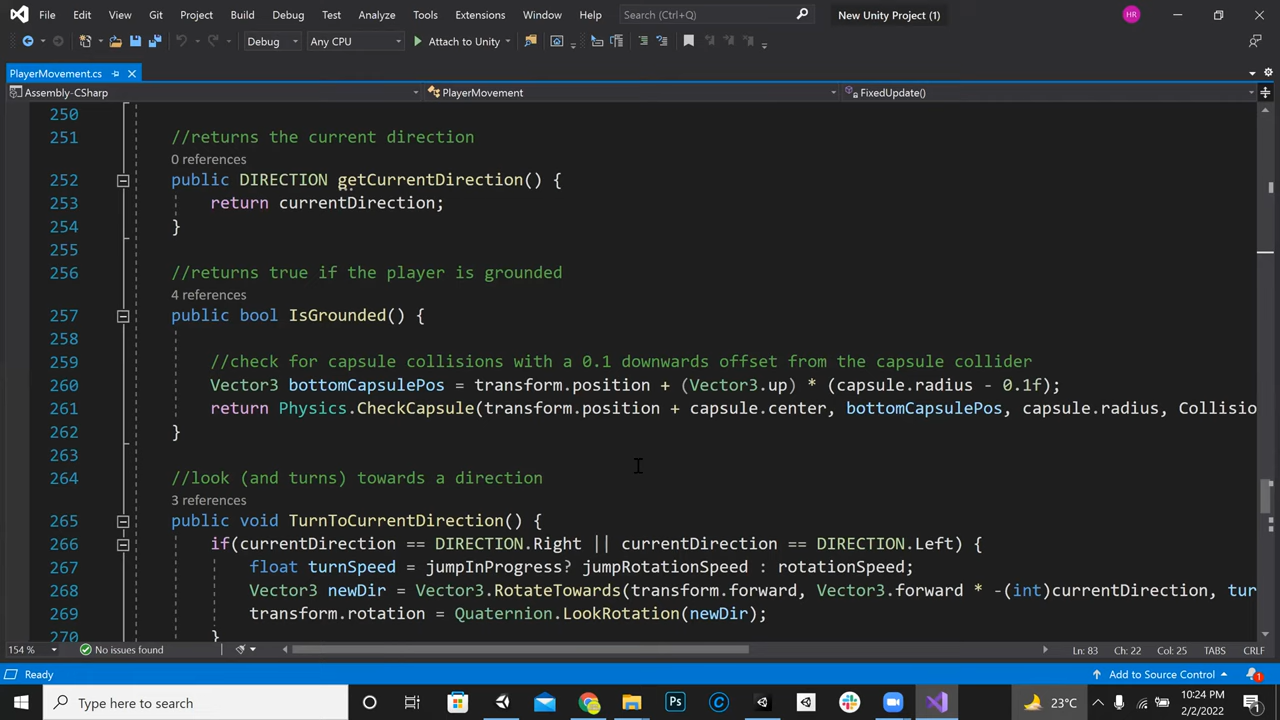 File Edit View Git Project Build Debug Test Analyze Tools Extensions Window Help Search (Ctrl+Q) New Unity Project (1) HR
Debug Any CPU Attach to Unity
PlayerMovement.cs
Assembly-CSharp PlayerMovement FixedUpdate()
250
251 //returns the current direction
0 references
252 public DIRECTION getCurrentDirection() {
253 return currentDirection;
254 }
255
256 //returns true if the player is grounded
4 references
257 public bool IsGrounded() {
258
259 //check for capsule collisions with a 0.1 downwards offset from the capsule collider
260 Vector3 bottomCapsulePos = transform.position + (Vector3.up) * (capsule.radius - 0.1f);
261 return Physics.CheckCapsule(transform.position + capsule.center, bottomCapsulePos, capsule.radius, Collisio
262 }
263
264 //look (and turns) towards a direction
3 references
265 public void TurnToCurrentDirection() {
266 if(currentDirection == DIRECTION.Right || currentDirection == DIRECTION.Left) {
267 float turnSpeed = jumpInProgress? jumpRotationSpeed : rotationSpeed;
268 Vector3 newDir = Vector3.RotateTowards(transform.forward, Vector3.forward * -(int)currentDirection, tur
269 transform.rotation = Quaternion.LookRotation(newDir);
270 }
154 % No issues found Ln: 83 Ch: 22 Col: 25 TABS CRLF
Ready Add to Source Control 1
Type here to search Ps 23°C 10:24 PM
2/2/2022 1